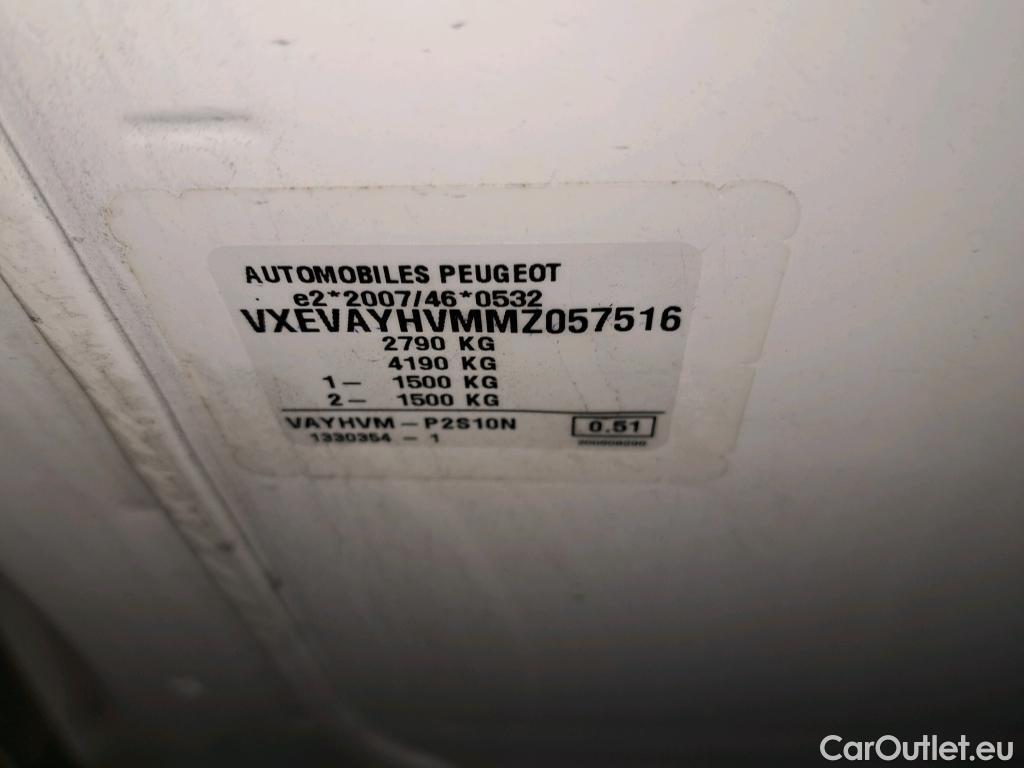 AUTOMOBILES PEUGEOT
e2*2007/46*0532
VXEVAYHVMMZ057516
2790 KG
4190 KG
1- 1500 KG
2- 1500 KG
VAYHVM - P2S10N 0.51
1330354 - 1
CarOutlet.eu